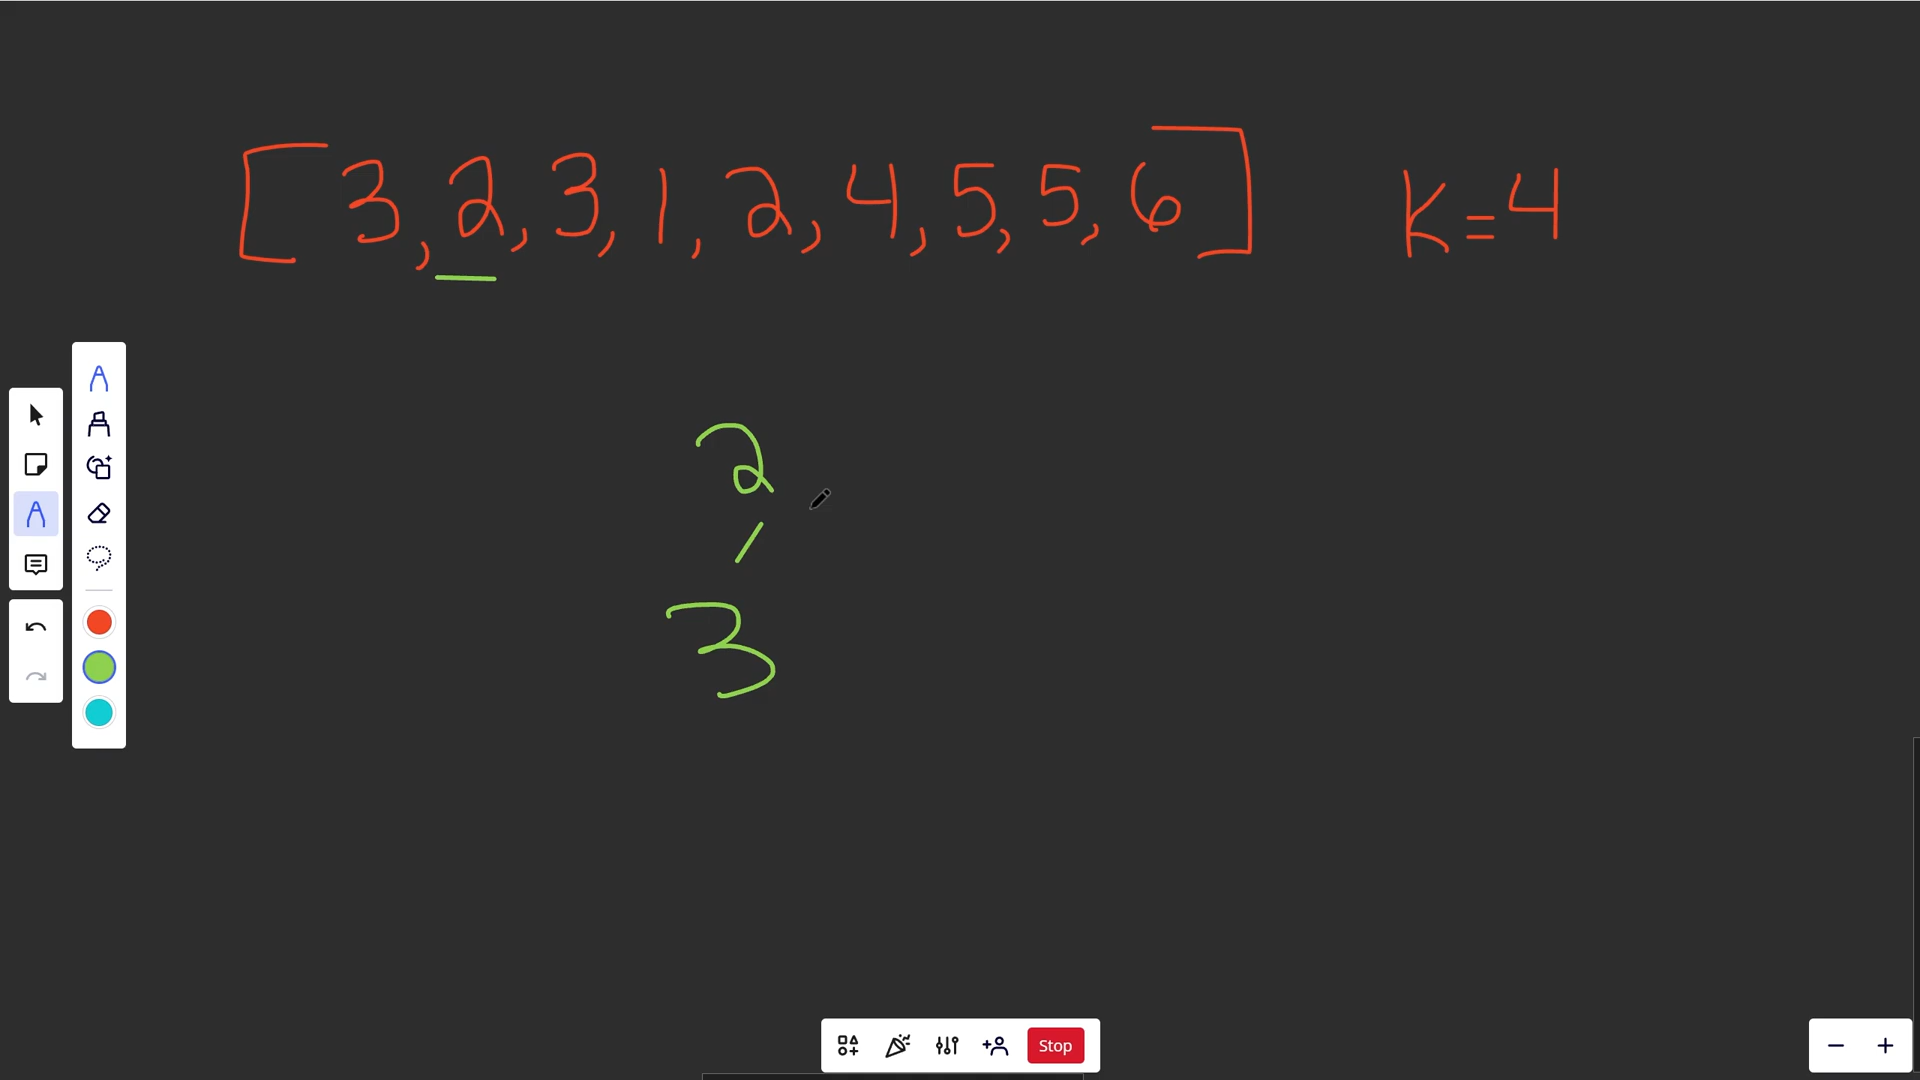 [3, 2, 3, 1, 2, 4, 5, 5, 6] K=4
2
3
Stop